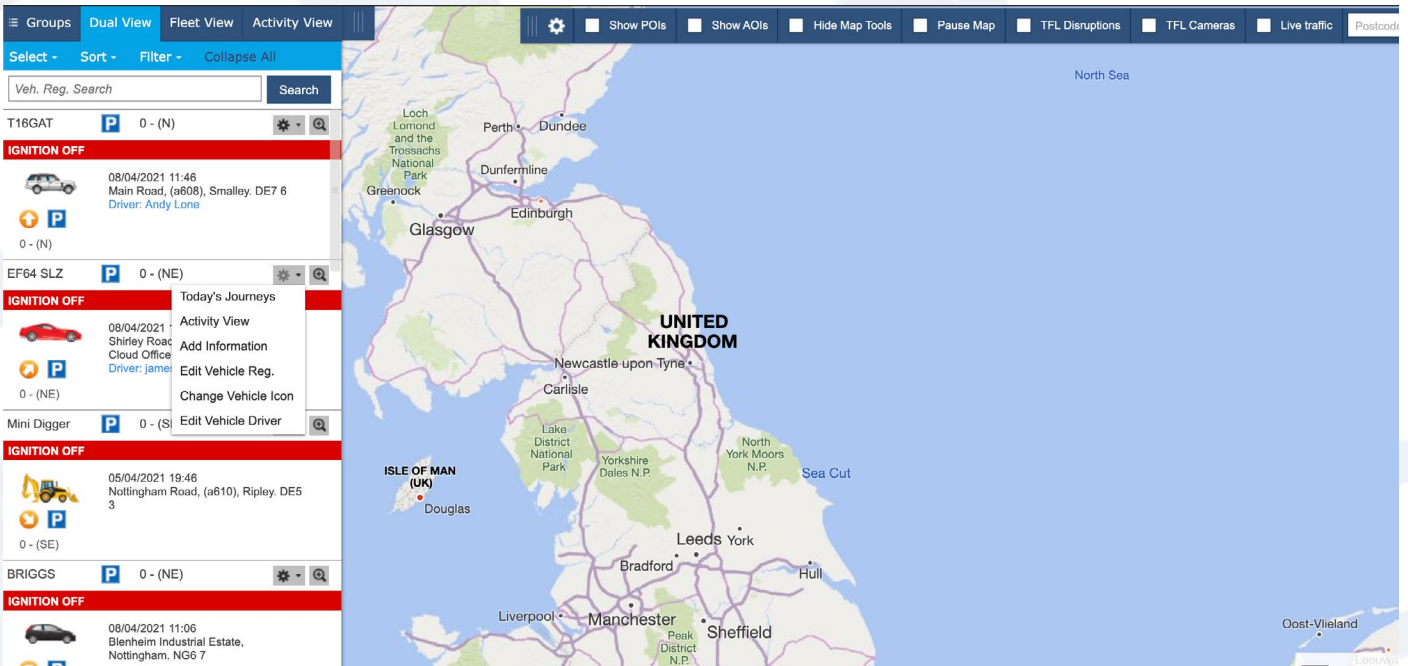 Groups Dual View Fleet View Activity View
Select Sort Filter Collapse All
Veh. Reg. Search Search
T16GAT P 0 - (N)
IGNITION OFF
08/04/2021 11:46
Main Road, (a608), Smalley. DE7 6
Driver: Andy Lone
P
0 - (N)
EF64 SLZ P 0 - (NE)
IGNITION OFF
08/04/2021
Shirley Road
Cloud Office
Driver: james
P
0 - (NE)
Today's Journeys
Activity View
Add Information
Edit Vehicle Reg.
Change Vehicle Icon
Edit Vehicle Driver
Mini Digger P 0 - (SE
IGNITION OFF
05/04/2021 19:46
Nottingham Road, (a610), Ripley. DE5
3
P
0 - (SE)
BRIGGS P 0 - (NE)
IGNITION OFF
08/04/2021 11:06
Blenheim Industrial Estate,
Nottingham. NG6 7
P
Show POIs Show AOIs Hide Map Tools Pause Map TFL Disruptions TFL Cameras Live traffic Postcode
North Sea
Loch
Lomond
and the
Trossachs
National
Park
Perth Dundee
Dunfermline
Greenock
Edinburgh
Glasgow
UNITED
KINGDOM
Newcastle upon Tyne
Carlisle
Lake
District
National
Park
Yorkshire
Dales N.P.
North
York Moors
N.P.
Sea Cut
ISLE OF MAN
(UK)
Douglas
Leeds York
Bradford
Hull
Liverpool Manchester
Sheffield
Peak
District
N.P.
Oost-Vlieland